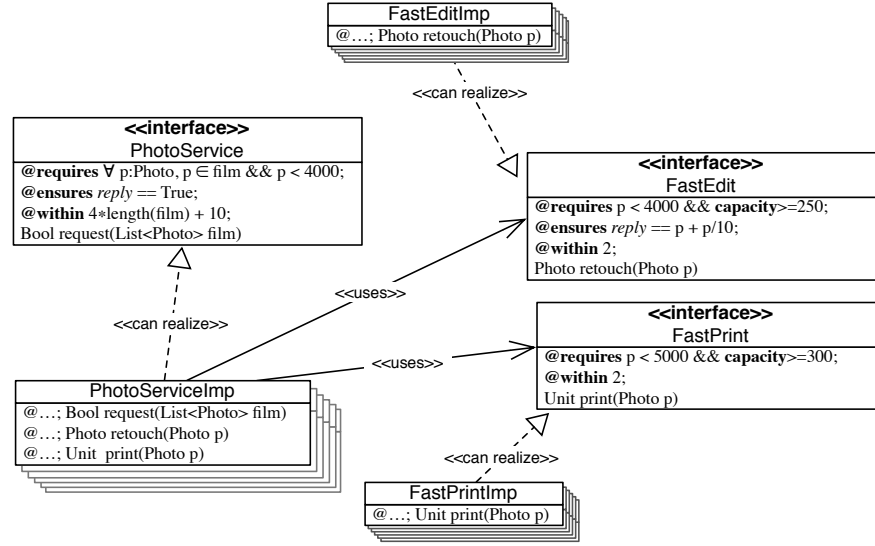 FastEditImp
@…; Photo retouch(Photo p)
<<can realize>>
<<interface>>
PhotoService
@requires ∀ p:Photo, p ∈ film && p < 4000;
@ensures reply == True;
@within 4*length(film) + 10;
Bool request(List<Photo> film)
<<interface>>
FastEdit
@requires p < 4000 && capacity>=250;
@ensures reply == p + p/10;
@within 2;
Photo retouch(Photo p)
<<uses>>
<<can realize>>
<<interface>>
FastPrint
@requires p < 5000 && capacity>=300;
@within 2;
Unit print(Photo p)
<<uses>>
PhotoServiceImp
@…; Bool request(List<Photo> film)
@…; Photo retouch(Photo p)
@…; Unit print(Photo p)
<<can realize>>
FastPrintImp
@…; Unit print(Photo p)